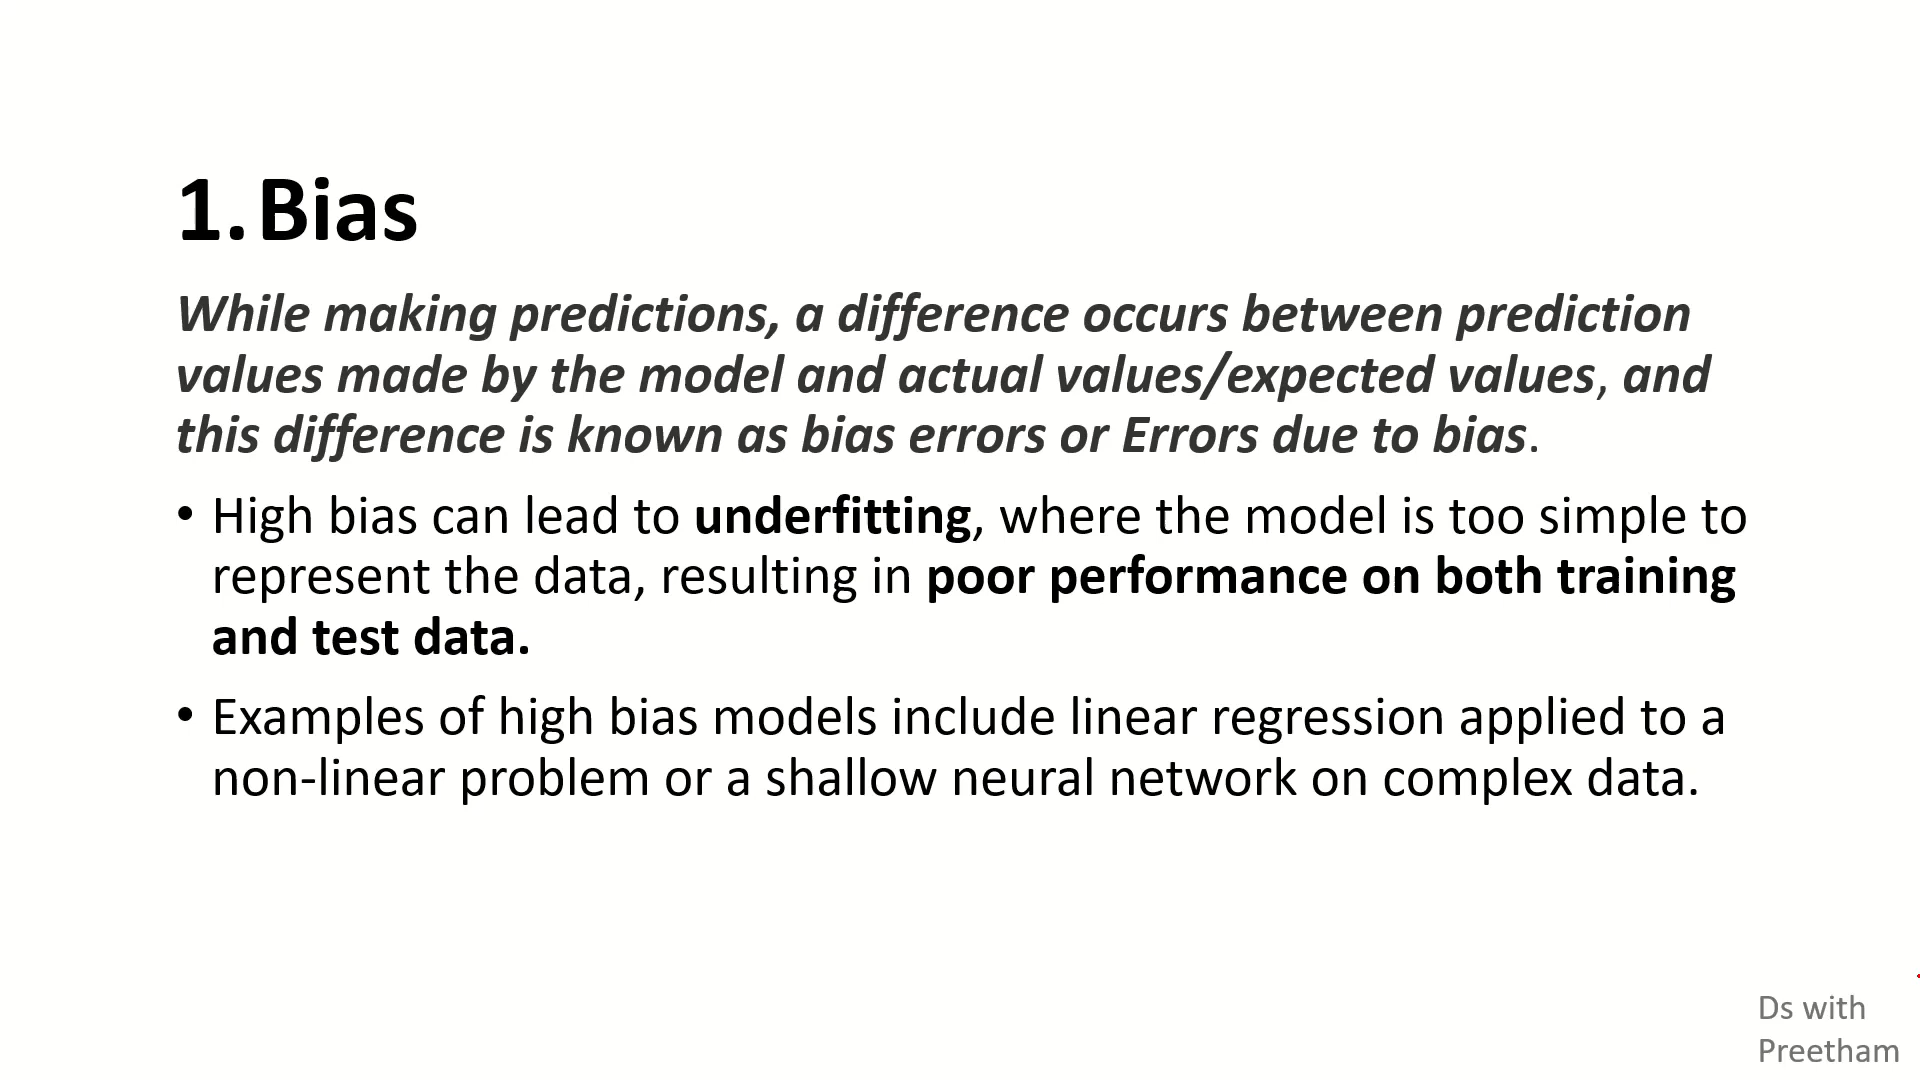 1. Bias
While making predictions, a difference occurs between prediction
values made by the model and actual values/expected values, and
this difference is known as bias errors or Errors due to bias.
• High bias can lead to underfitting, where the model is too simple to
represent the data, resulting in poor performance on both training
and test data.
• Examples of high bias models include linear regression applied to a
non-linear problem or a shallow neural network on complex data.
Ds with
Preetham